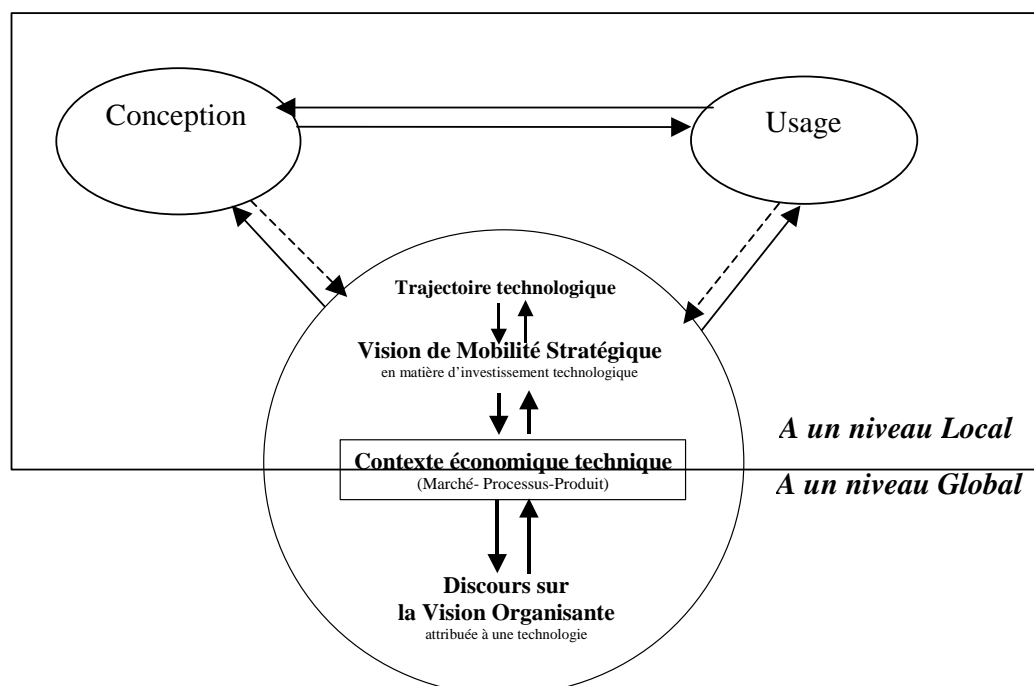 Conception
Usage
Trajectoire technologique
Vision de Mobilité Stratégique
en matière d'investissement technologique
A un niveau Local
Contexte économique technique
(Marché- Processus-Produit)
A un niveau Global
Discours sur
la Vision Organisante
attribuée à une technologie